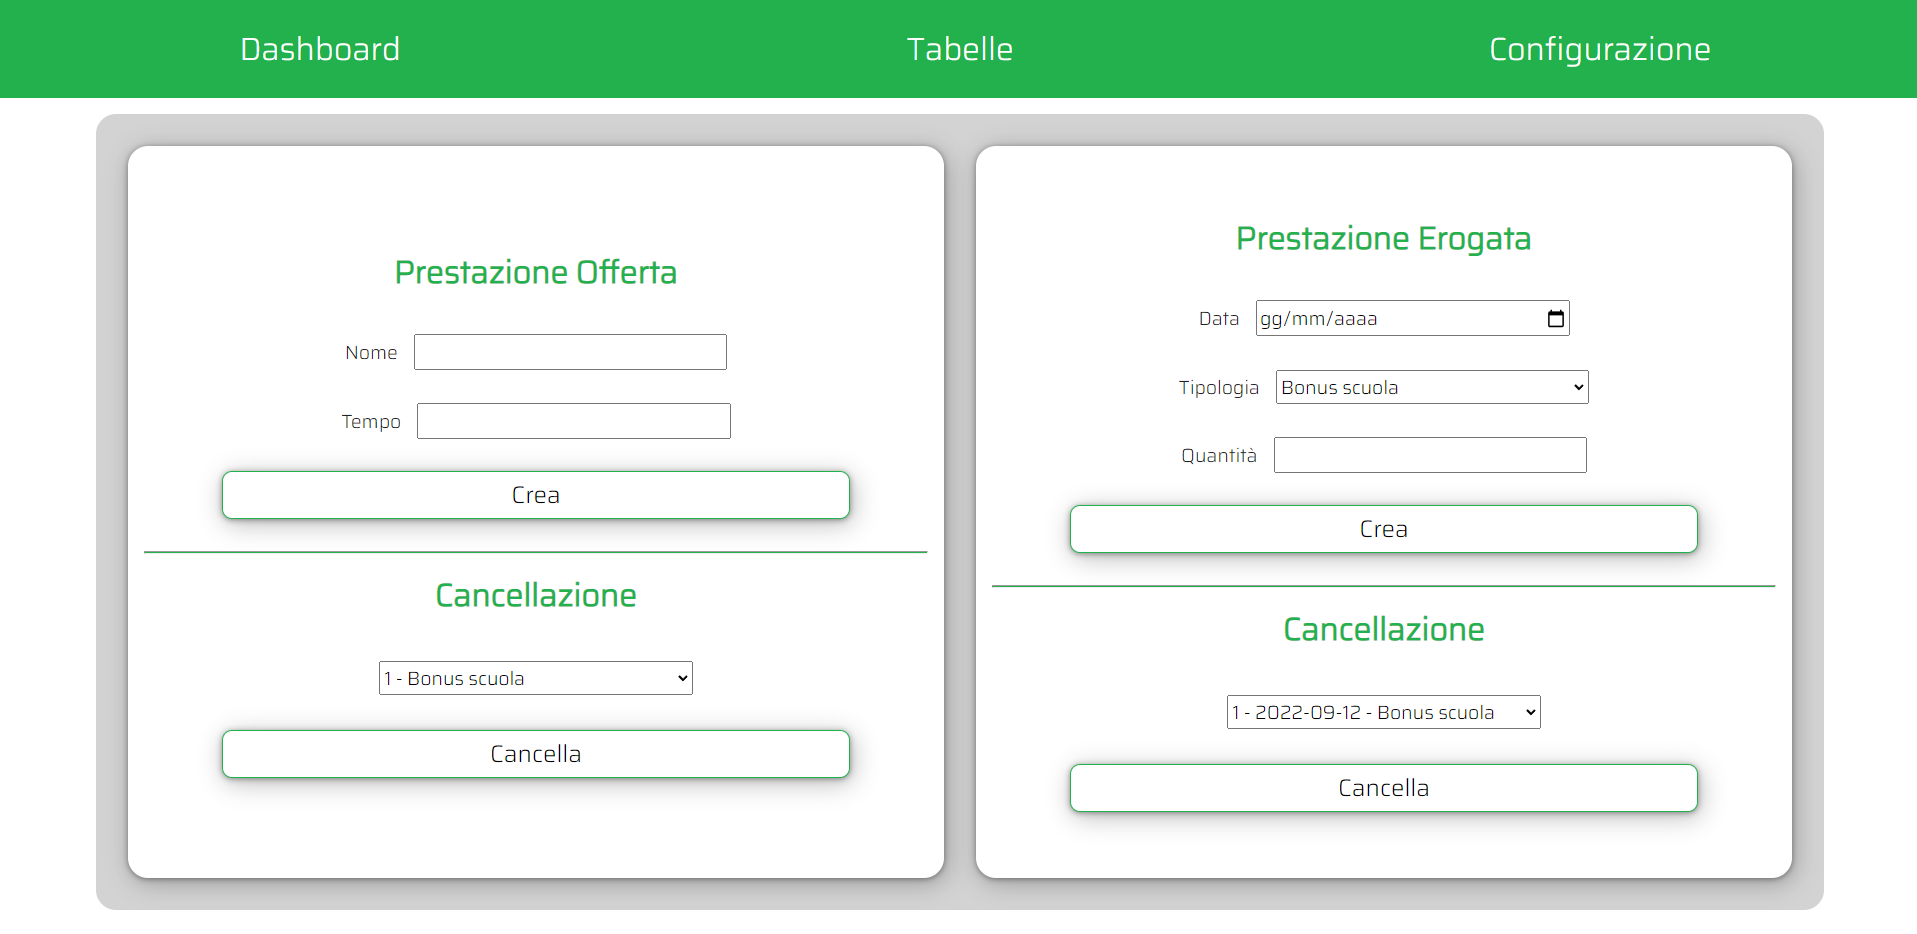 Dashboard
Tabelle
Configurazione
Prestazione Offerta
Nome
Tempo
Crea
Cancellazione
1 - Bonus scuola
Cancella
Prestazione Erogata
Data gg/mm/aaaa
Tipologia Bonus scuola
Quantità
Crea
Cancellazione
1 - 2022-09-12 - Bonus scuola
Cancella